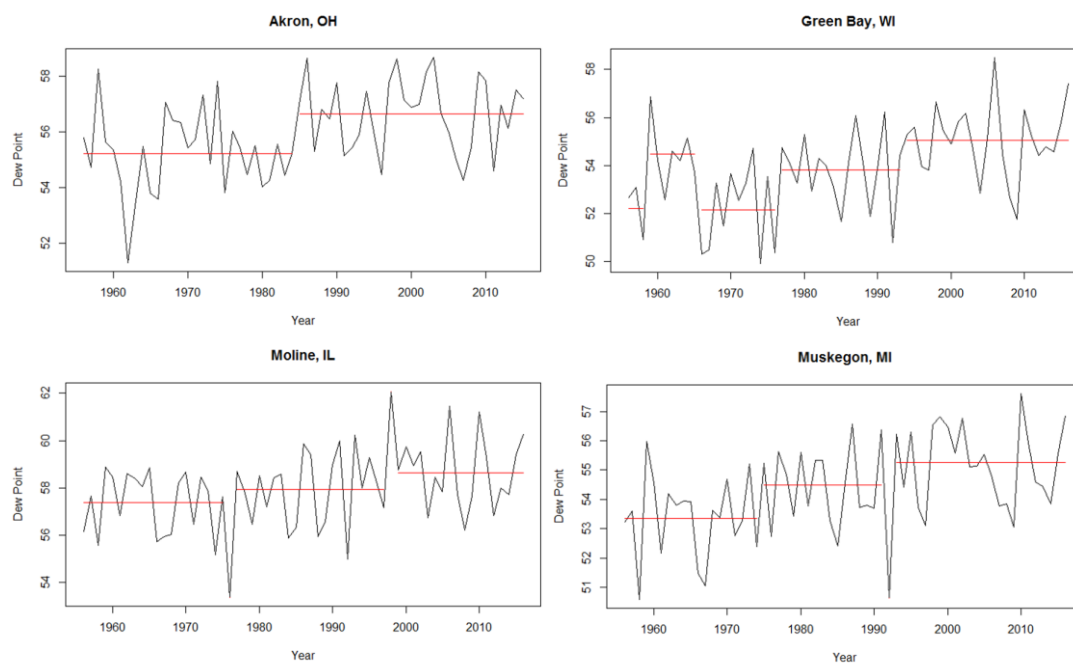 Akron, OH
Dew Point
58
56
54
52
1960 1970 1980 1990 2000 2010
Year
Green Bay, WI
Dew Point
58
56
54
52
50
1960 1970 1980 1990 2000 2010
Year
Moline, IL
Dew Point
62
60
58
56
54
1960 1970 1980 1990 2000 2010
Year
Muskegon, MI
Dew Point
57
56
55
54
53
52
51
1960 1970 1980 1990 2000 2010
Year